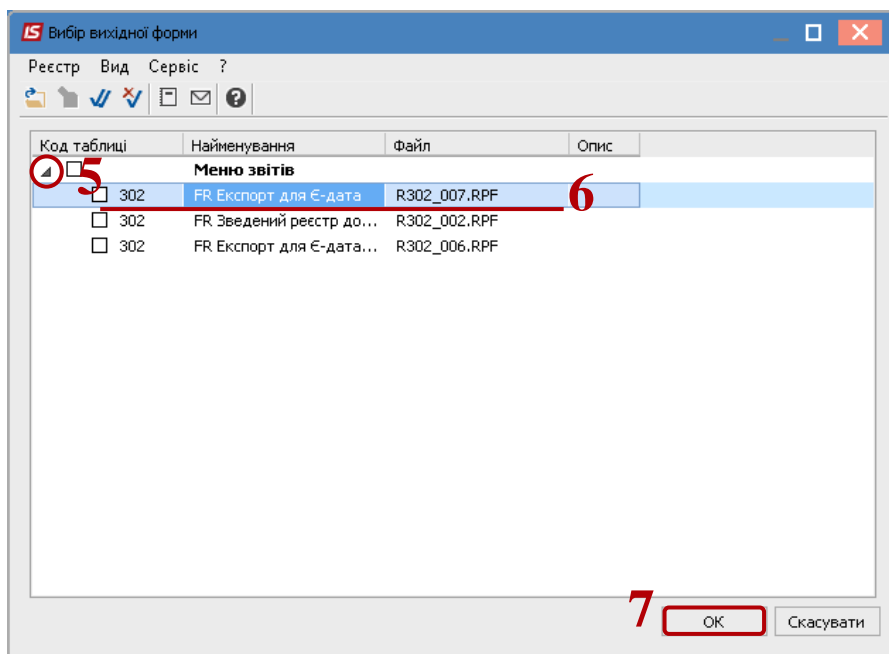 IS Вибір вихідної форми
Реєстр Вид Сервіс ?
Код таблиці Найменування Файл Опис
5 Меню звітів
302 FR Експорт для Є-дата R302_007.RPF 6
302 FR Зведений реєстр до... R302_002.RPF
302 FR Експорт для Є-дата... R302_006.RPF
7 ОК Скасувати